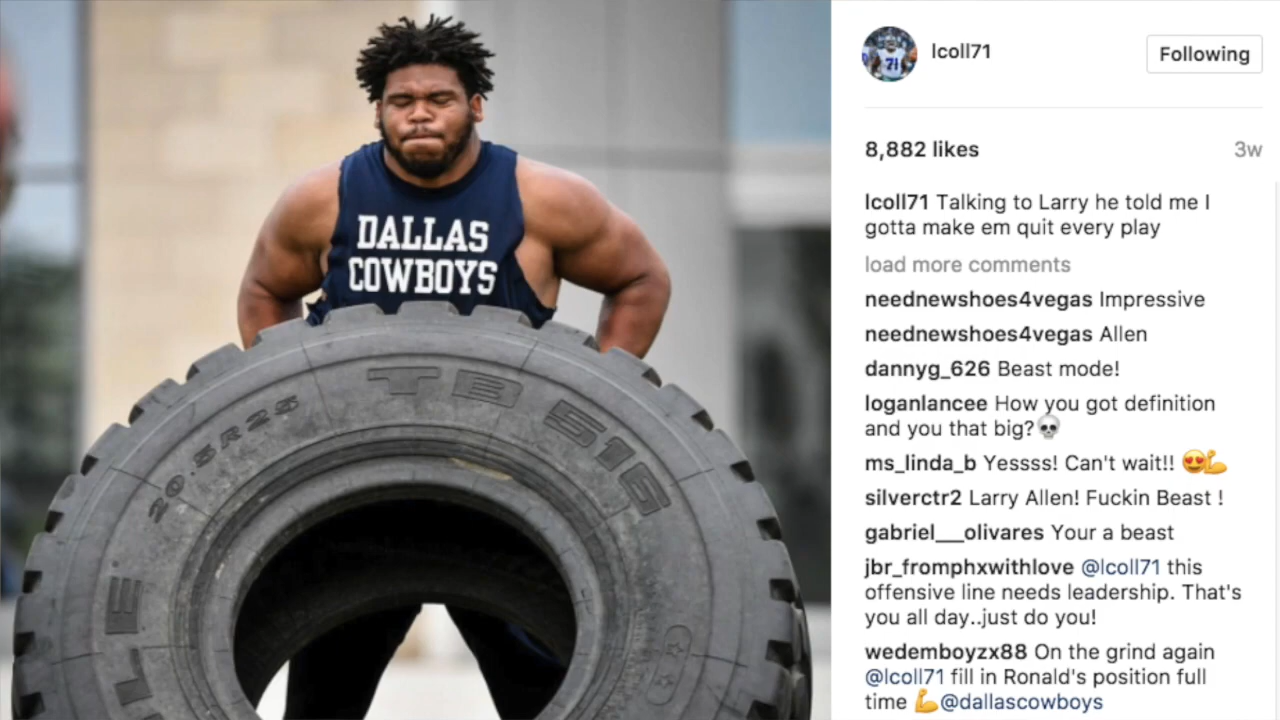 DALLAS
COWBOYS
TB 516
20.5R25
lcoll71
Following
8,882 likes
3w
lcoll71 Talking to Larry he told me I
gotta make em quit every play
load more comments
neednewshoes4vegas Impressive
neednewshoes4vegas Allen
dannyg_626 Beast mode!
loganlancee How you got definition
and you that big?💀
ms_linda_b Yessss! Can't wait!! 😍💪
silverctr2 Larry Allen! Fuckin Beast !
gabriel___olivares Your a beast
jbr_fromphxwithlove @lcoll71 this
offensive line needs leadership. That's
you all day..just do you!
wedemboyzx88 On the grind again
@lcoll71 fill in Ronald's position full
time 💪@dallascowboys